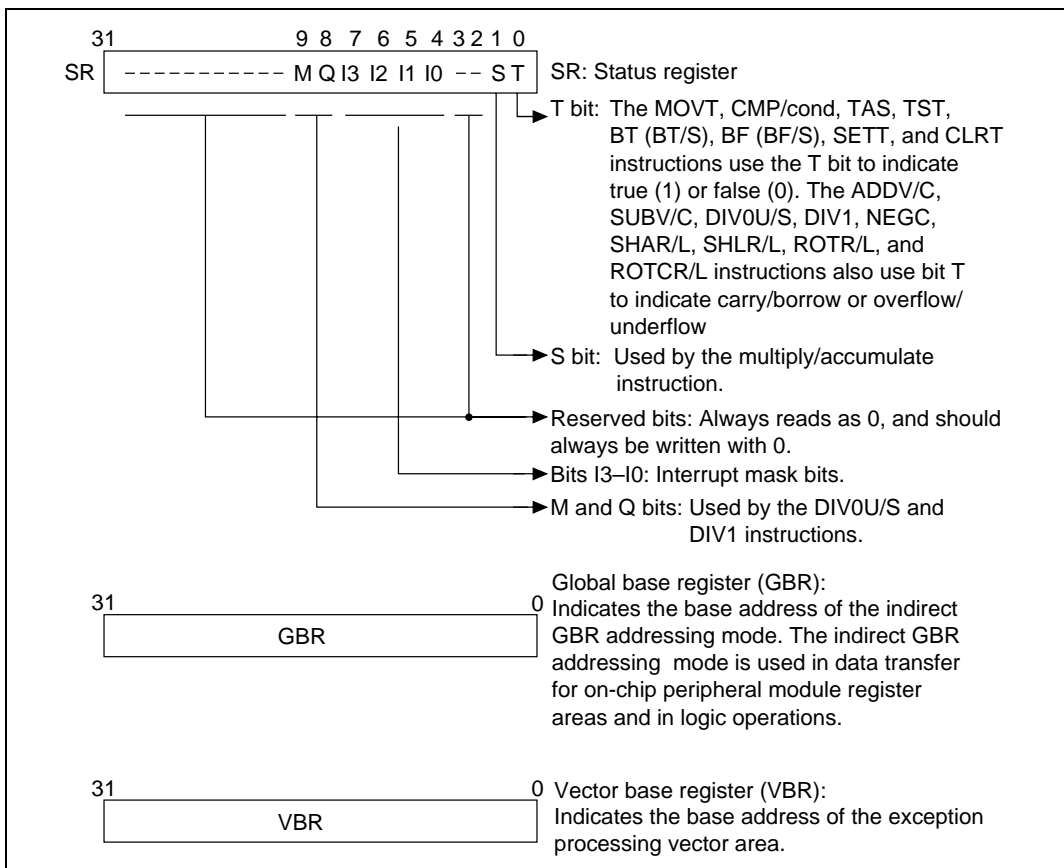 31 9 8 7 6 5 4 3 2 1 0
SR ----------- M Q I3 I2 I1 I0 -- S T SR: Status register
T bit: The MOVT, CMP/cond, TAS, TST,
BT (BT/S), BF (BF/S), SETT, and CLRT
instructions use the T bit to indicate
true (1) or false (0). The ADDV/C,
SUBV/C, DIV0U/S, DIV1, NEGC,
SHAR/L, SHLR/L, ROTR/L, and
ROTCR/L instructions also use bit T
to indicate carry/borrow or overflow/
underflow
S bit: Used by the multiply/accumulate
instruction.
Reserved bits: Always reads as 0, and should
always be written with 0.
Bits I3–I0: Interrupt mask bits.
M and Q bits: Used by the DIV0U/S and
DIV1 instructions.
Global base register (GBR):
31 0 Indicates the base address of the indirect
GBR GBR addressing mode. The indirect GBR
addressing mode is used in data transfer
for on-chip peripheral module register
areas and in logic operations.
31 0 Vector base register (VBR):
VBR Indicates the base address of the exception
processing vector area.